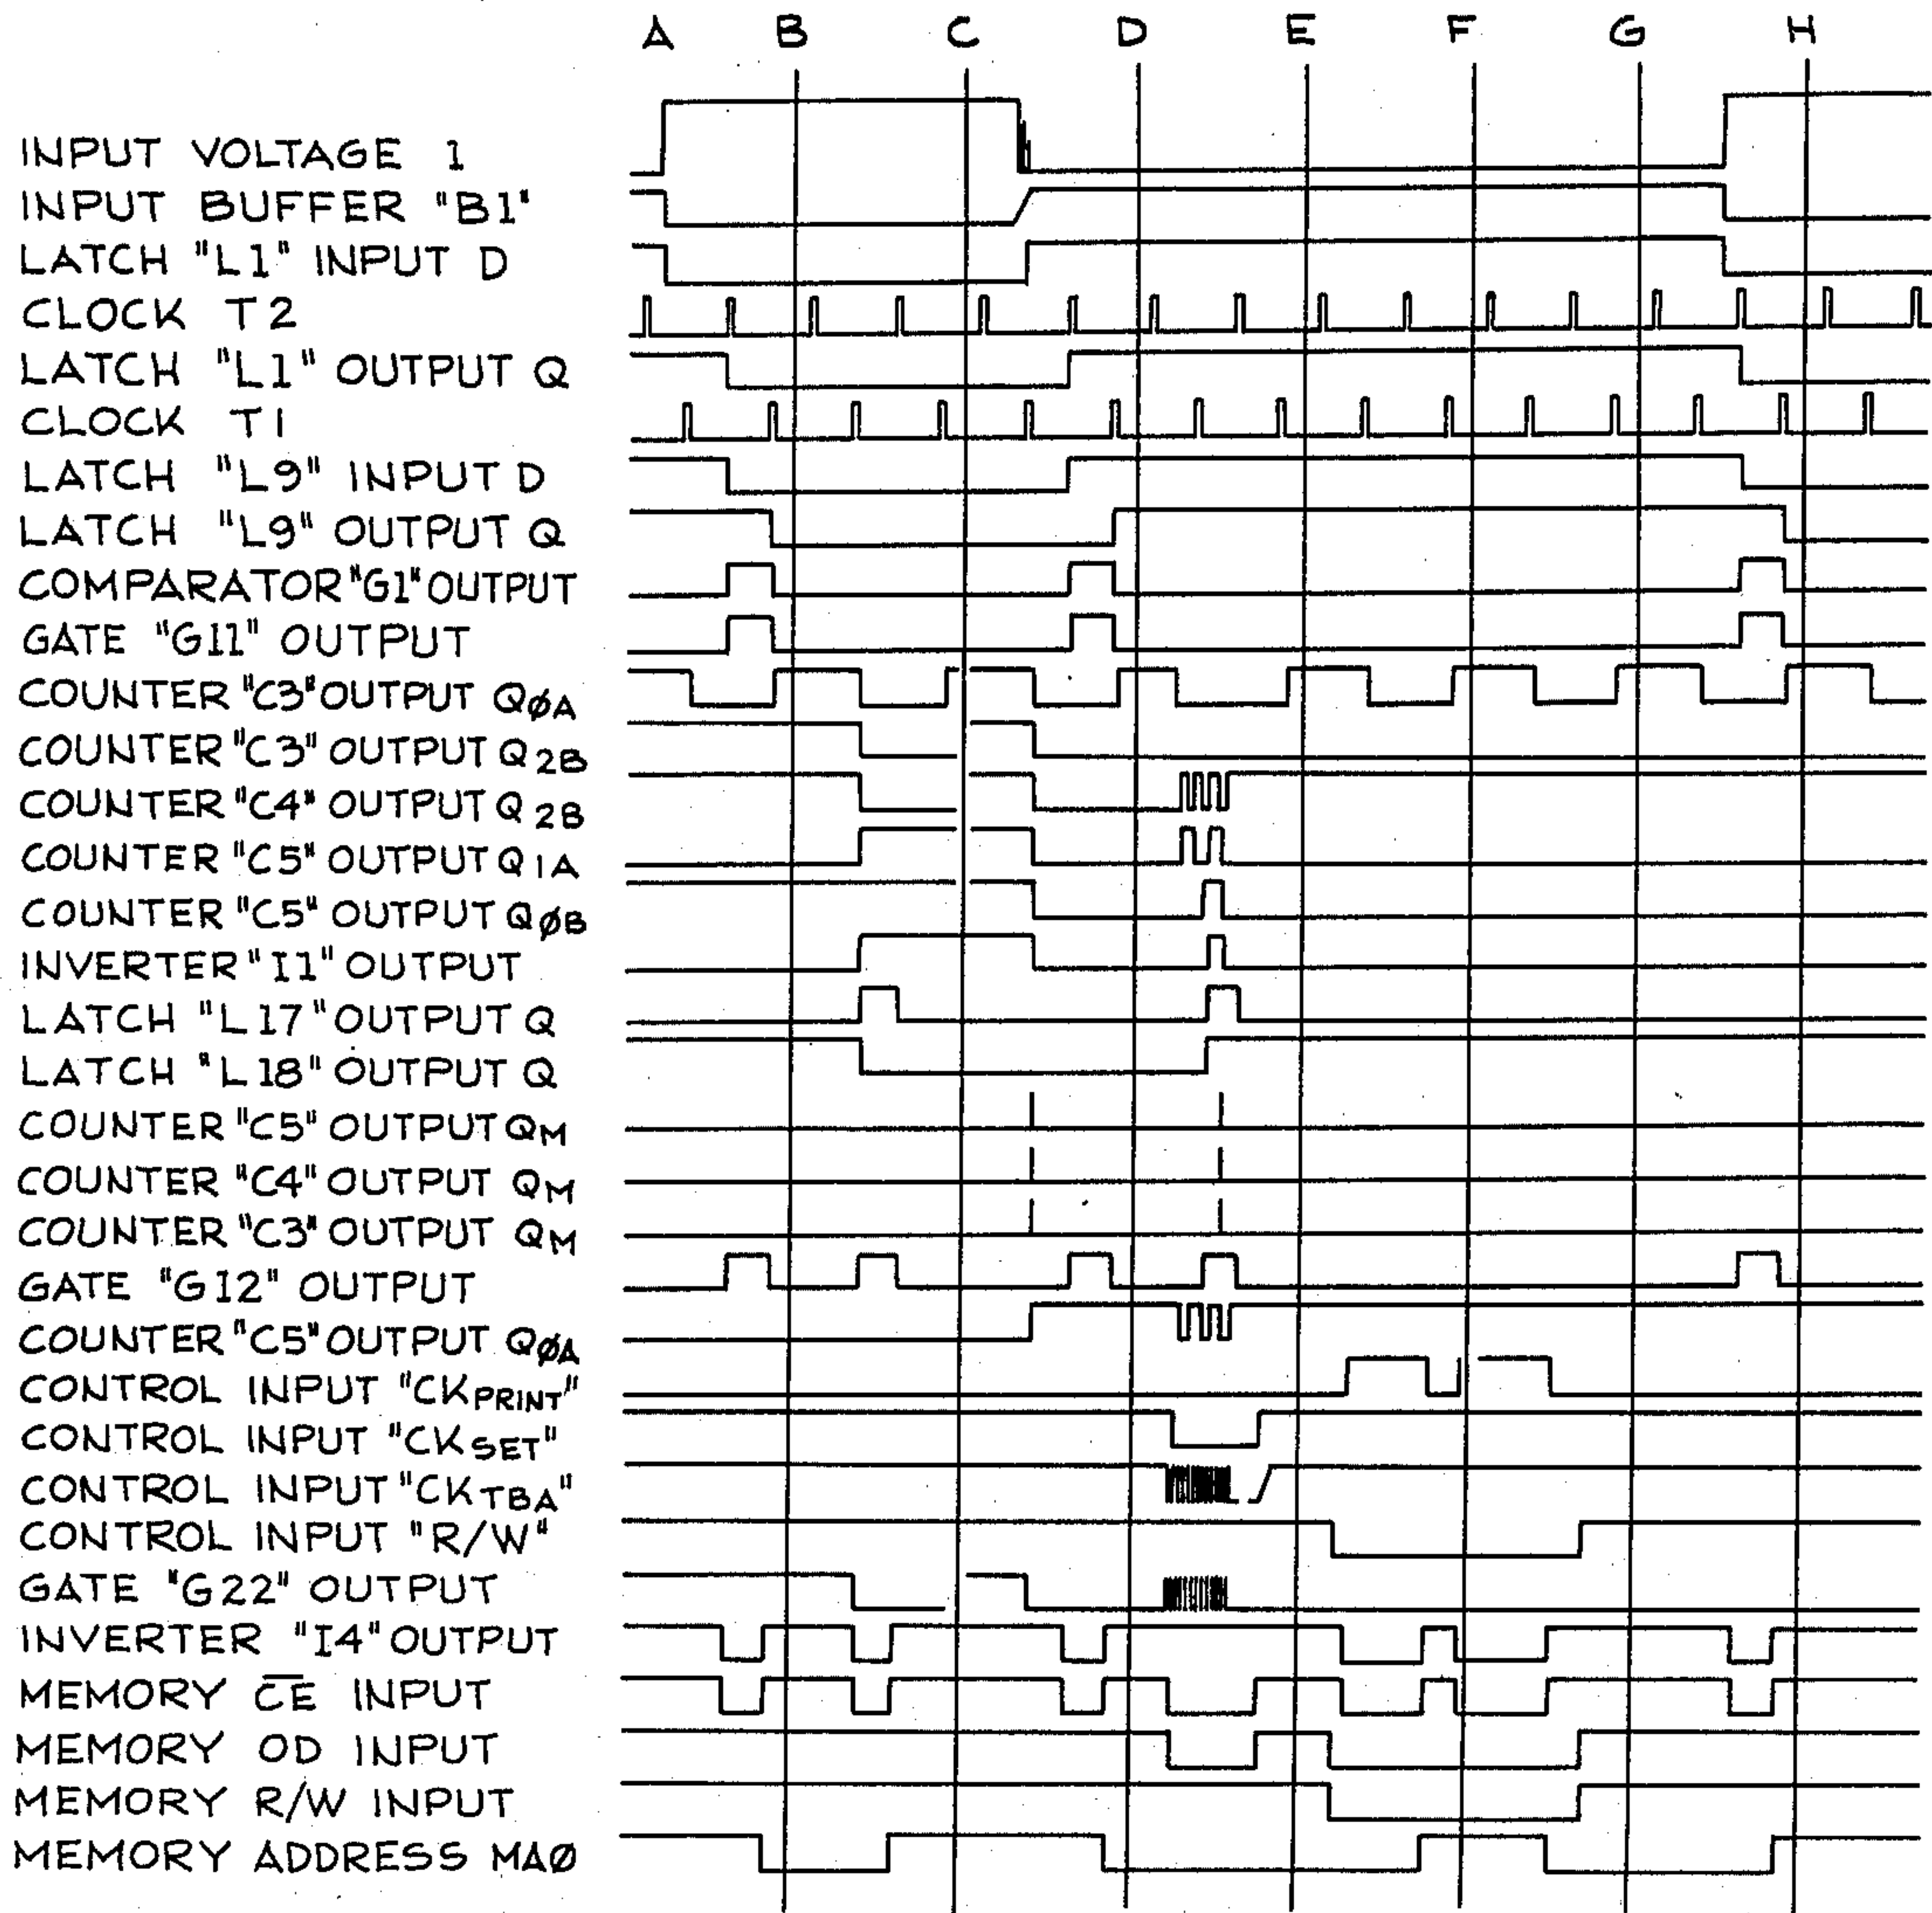 A B C D E F G H
INPUT VOLTAGE 1
INPUT BUFFER "B1"
LATCH "L1" INPUT D
CLOCK T2
LATCH "L1" OUTPUT Q
CLOCK T1
LATCH "L9" INPUT D
LATCH "L9" OUTPUT Q
COMPARATOR "G1" OUTPUT
GATE "G11" OUTPUT
COUNTER "C3" OUTPUT QØA
COUNTER "C3" OUTPUT Q2B
COUNTER "C4" OUTPUT Q2B
COUNTER "C5" OUTPUT Q1A
COUNTER "C5" OUTPUT QØB
INVERTER "I1" OUTPUT
LATCH "L17" OUTPUT Q
LATCH "L18" OUTPUT Q
COUNTER "C5" OUTPUT QM
COUNTER "C4" OUTPUT QM
COUNTER "C3" OUTPUT QM
GATE "G12" OUTPUT
COUNTER "C5" OUTPUT QØA
CONTROL INPUT "CKPRINT"
CONTROL INPUT "CKSET"
CONTROL INPUT "CKTBA"
CONTROL INPUT "R/W"
GATE "G22" OUTPUT
INVERTER "I4" OUTPUT
MEMORY C̅E̅ INPUT
MEMORY OD INPUT
MEMORY R/W INPUT
MEMORY ADDRESS MAØ